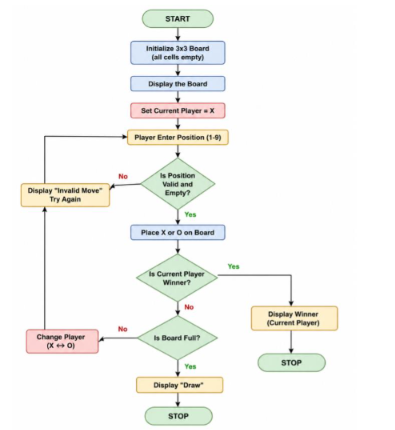 START
Initialize 3x3 Board
(all cells empty)
Display the Board
Set Current Player = X
Player Enter Position (1-9)
Is Position
Valid and
Empty?
No
Display "Invalid Move"
Try Again
Yes
Place X or O on Board
Is Current Player
Winner?
Yes
Display Winner
(Current Player)
STOP
No
Is Board Full?
No
Change Player
(X ↔ O)
Yes
Display "Draw"
STOP